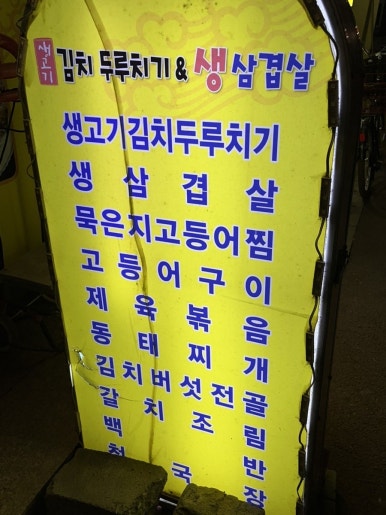 생고기 김치 두루치기 & 생삼겹살
생고기김치두루치기
생삼겹살
묵은지고등어찜
고등어구이
제육볶음
동태찌개
김치버섯전골
갈치조림
백반
청국장